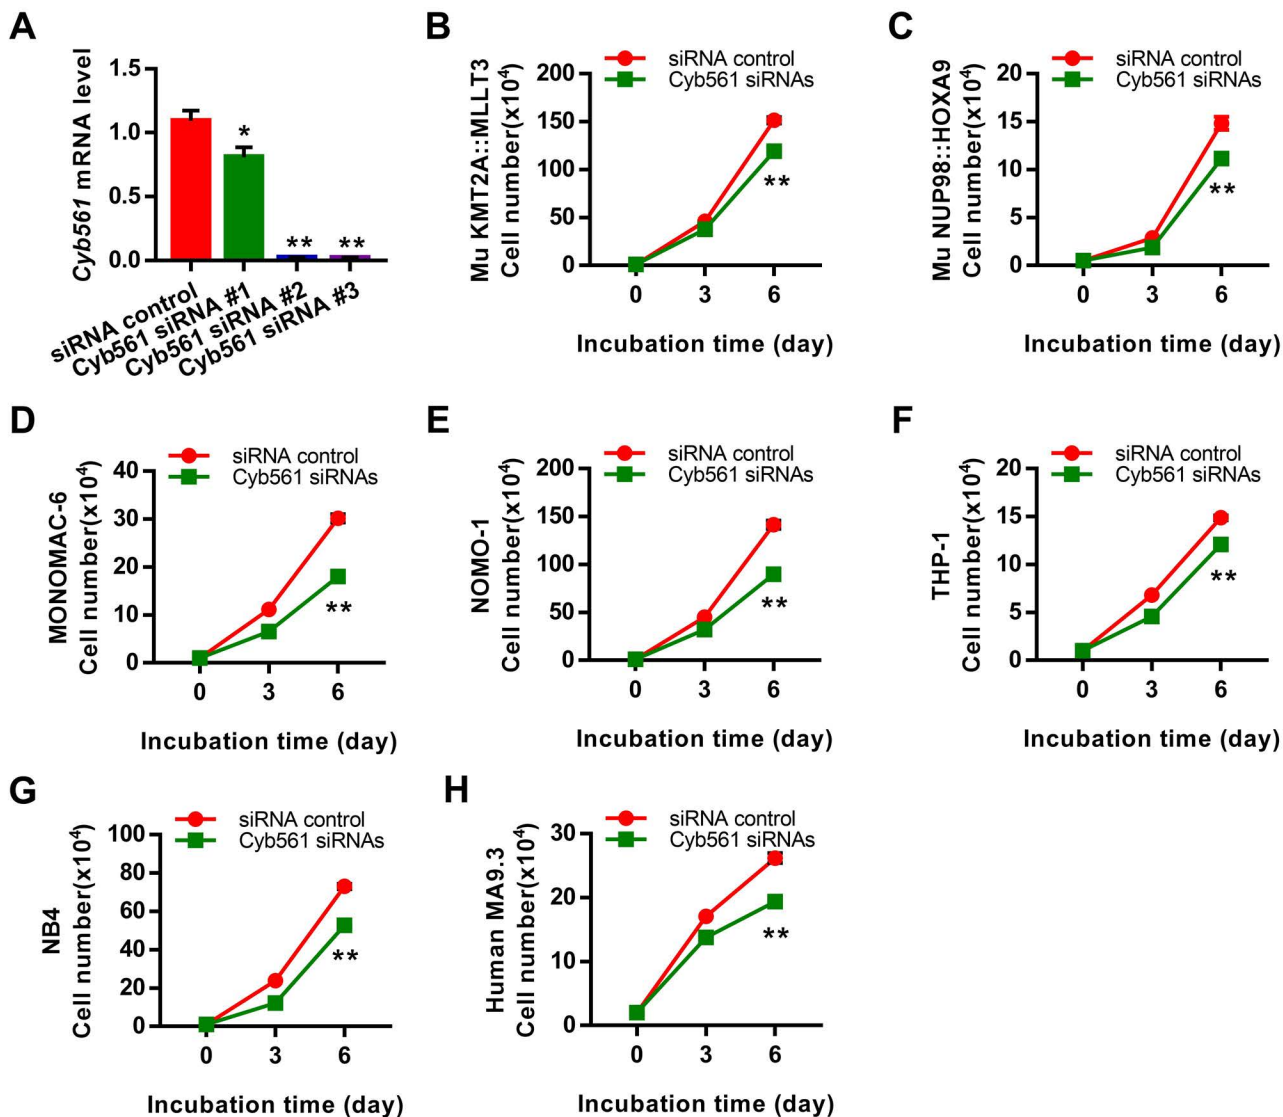 A
Cyb561 mRNA level
1.5
1.0
0.5
0.0
*
**
**
siRNA control
Cyb561 siRNA #1
Cyb561 siRNA #2
Cyb561 siRNA #3
B
siRNA control
Cyb561 siRNAs
Mu KMT2A::MLLT3
Cell number(x10⁴)
200
150
100
50
0
**
0 3 6
Incubation time (day)
C
siRNA control
Cyb561 siRNAs
Mu NUP98::HOXA9
Cell number(x10⁴)
20
15
10
5
0
**
0 3 6
Incubation time (day)
D
siRNA control
Cyb561 siRNAs
MONOMAC-6
Cell number(x10⁴)
40
30
20
10
0
**
0 3 6
Incubation time (day)
E
siRNA control
Cyb561 siRNAs
NOMO-1
Cell number(x10⁴)
200
150
100
50
0
**
0 3 6
Incubation time (day)
F
siRNA control
Cyb561 siRNAs
THP-1
Cell number(x10⁴)
20
15
10
5
0
**
0 3 6
Incubation time (day)
G
siRNA control
Cyb561 siRNAs
NB4
Cell number(x10⁴)
100
80
60
40
20
0
**
0 3 6
Incubation time (day)
H
siRNA control
Cyb561 siRNAs
Human MA9.3
Cell number(x10⁴)
30
20
10
0
**
0 3 6
Incubation time (day)